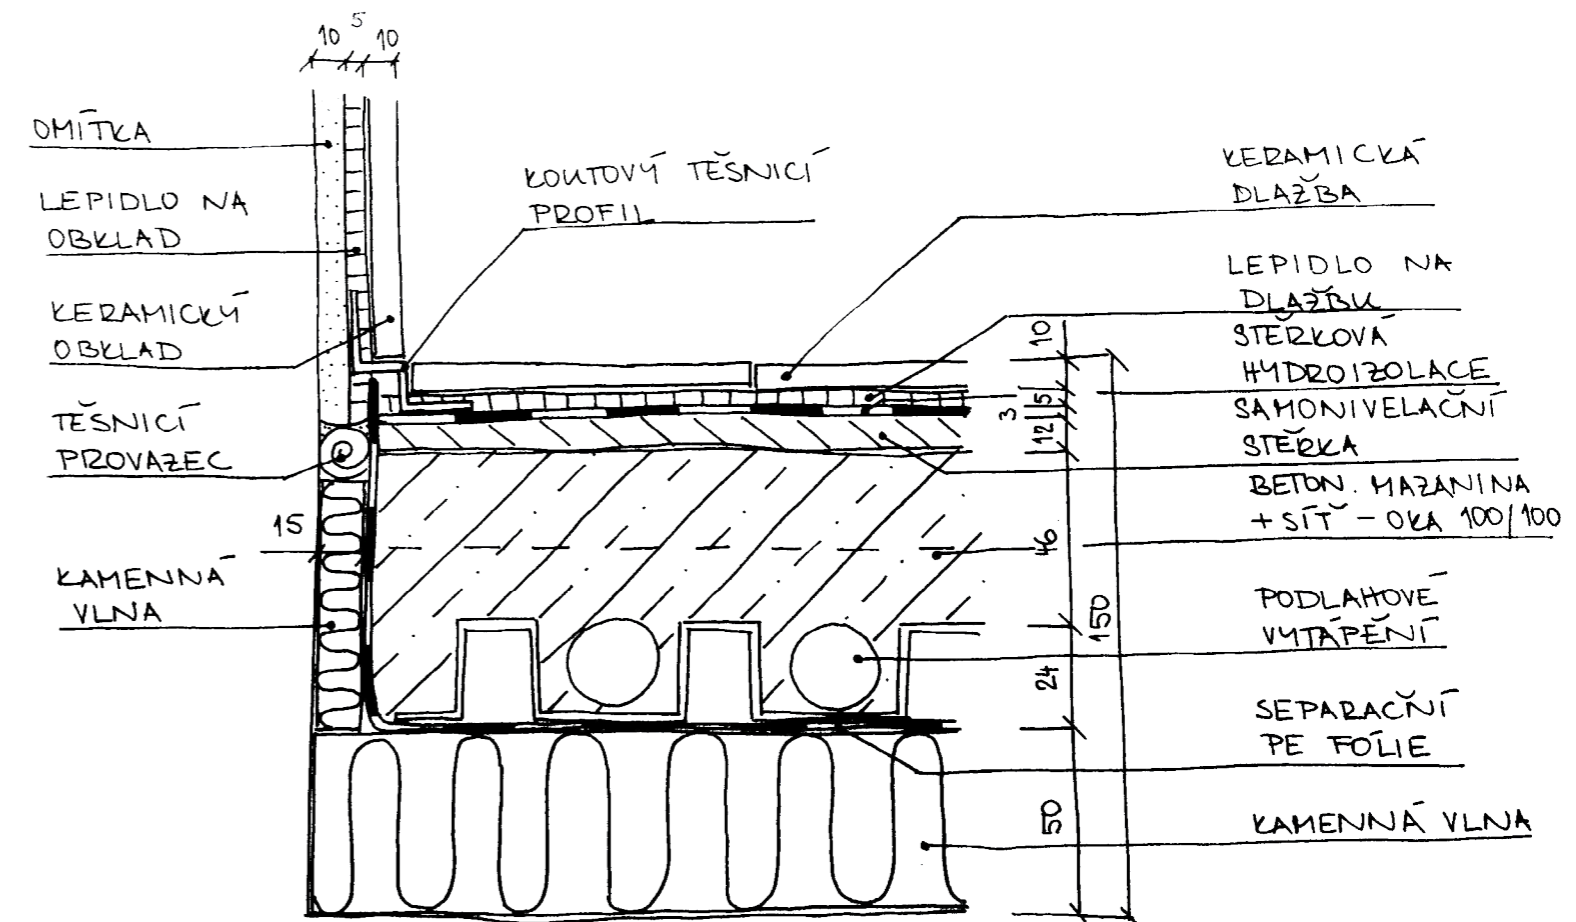 10 5 10
OMÍTKA
LEPIDLO NA
OBKLAD
KERAMICKÝ
OBKLAD
TĚSNICÍ
PROVAZEC
15
KAMENNÁ
VLNA
KOUTOVÝ TĚSNICÍ
PROFIL
KERAMICKÁ
DLAŽBA
LEPIDLO NA
DLAŽBU
STĚRKOVÁ
HYDROIZOLACE
SAMONIVELAČNÍ
STĚRKA
BETON. MAZANINA
+ SÍŤ - OKA 100/100
PODLAHOVÉ
VYTÁPĚNÍ
SEPARAČNÍ
PE FÓLIE
KAMENNÁ VLNA
10
5
3
12
46
24
50
150